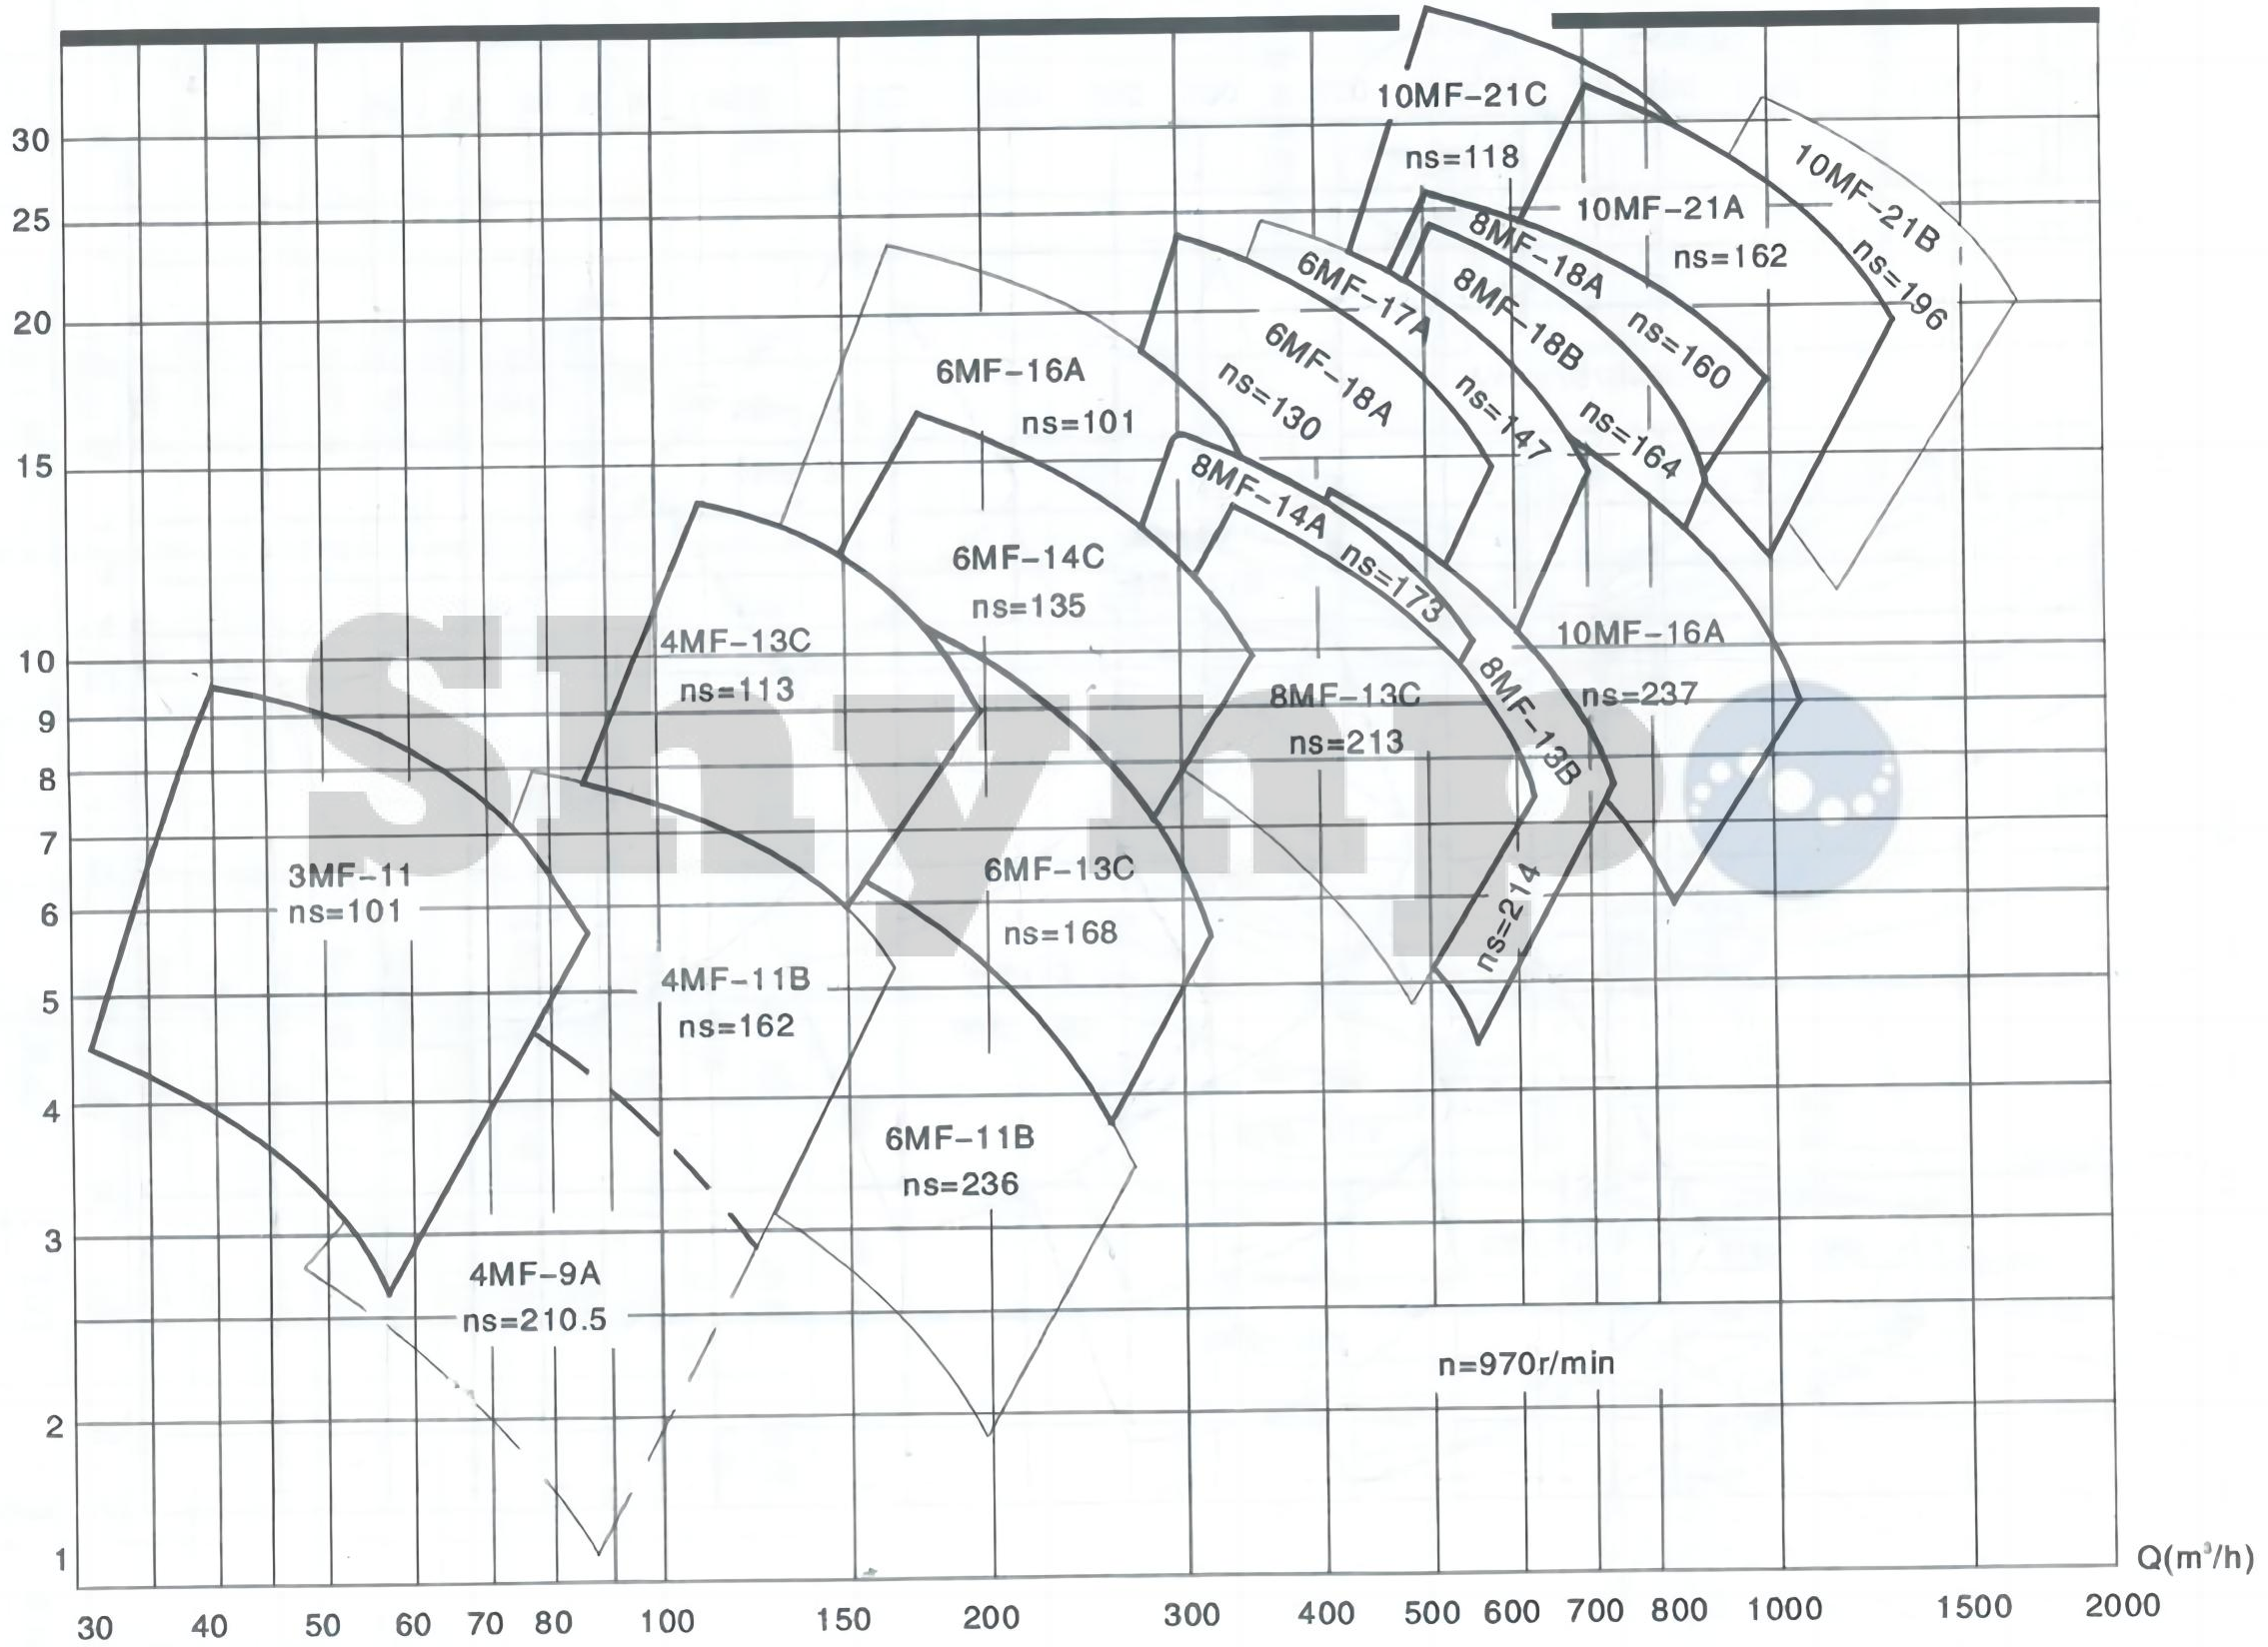 10MF-21C
ns=118
10MF-21A
ns=162
10MF-21B
ns=196
8MF-18A
ns=160
8MF-18B
ns=164
6MF-17A
ns=147
6MF-18A
ns=130
6MF-16A
ns=101
8MF-14A ns=173
6MF-14C
ns=135
4MF-13C
ns=113
10MF-16A
ns=237
8MF-13C
ns=213
8MF-13B
ns=214
3MF-11
ns=101
6MF-13C
ns=168
4MF-11B
ns=162
6MF-11B
ns=236
4MF-9A
ns=210.5
n=970r/min
shymp
30
25
20
15
10
9
8
7
6
5
4
3
2
1
Q(m³/h)
30 40 50 60 70 80 100 150 200 300 400 500 600 700 800 1000 1500 2000